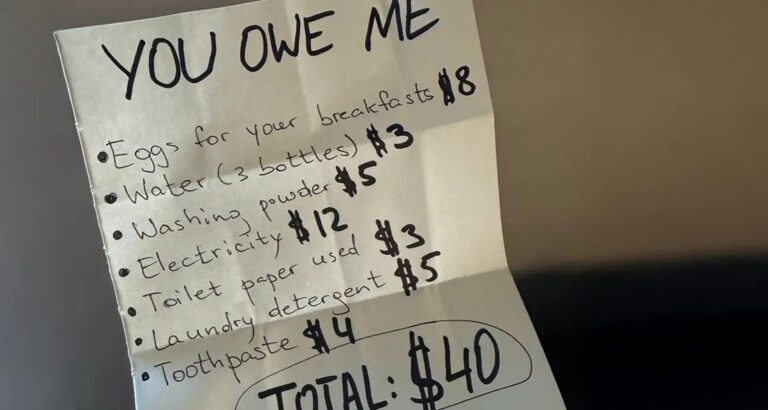 YOU OWE ME
• Eggs for your breakfasts $8
• Water (3 bottles) $3
• Washing powder $5
• Electricity $12
• Toilet paper used $3
• Laundry detergent $5
• Toothpaste $4
TOTAL: $40